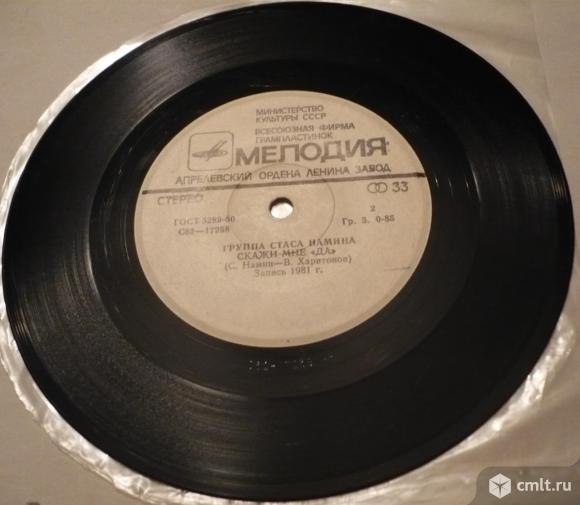 МИНИСТЕРСТВО
КУЛЬТУРЫ СССР
ВСЕСОЮЗНАЯ ФИРМА
ГРАМПЛАСТИНОК
МЕЛОДИЯ
АПРЕЛЕВСКИЙ ОРДЕНА ЛЕНИНА ЗАВОД
СТЕРЕО
33
ГОСТ 5289-80
2
С62—17258
Гр. 3. 0-85
ГРУППА СТАСА НАМИНА
СКАЖИ МНЕ «ДА»
(С. Намин—В. Харитонов)
Запись 1981 г.
cmlt.ru